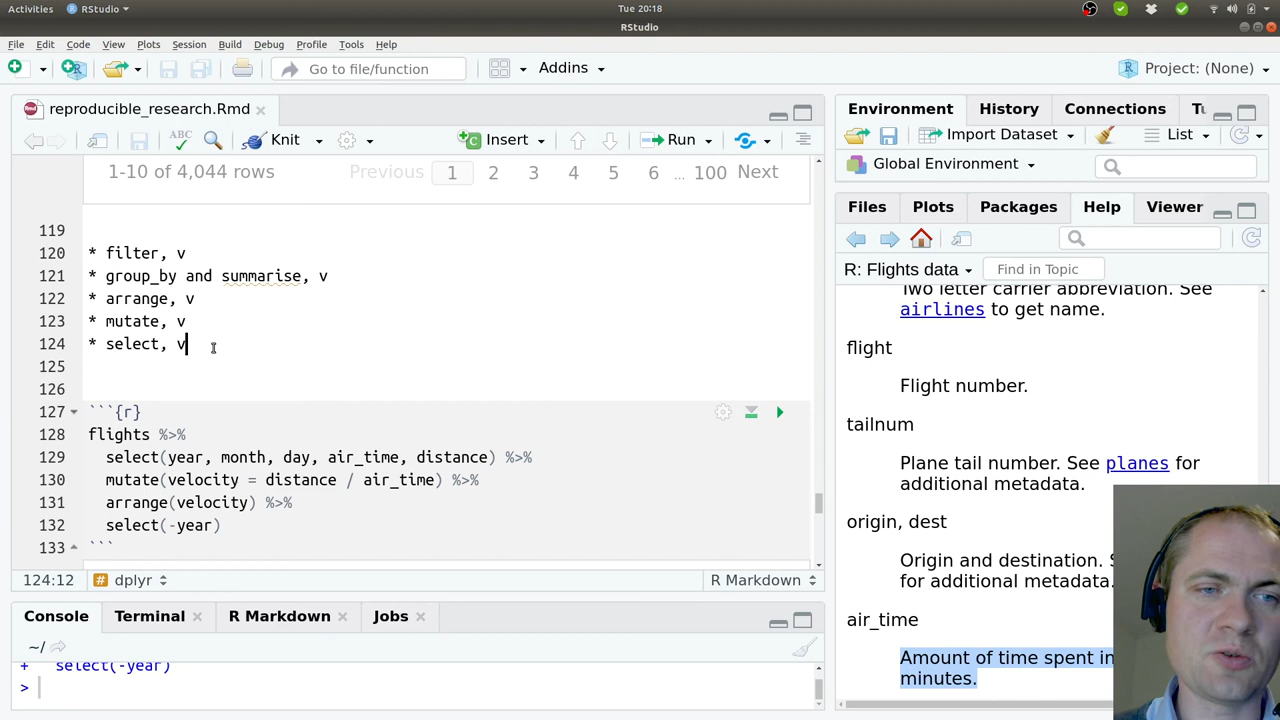 Activities RStudio Tue 20:18
RStudio
File Edit Code View Plots Session Build Debug Profile Tools Help
Go to file/function Addins Project: (None)
reproducible_research.Rmd
ABC Knit Insert Run
1-10 of 4,044 rows Previous 1 2 3 4 5 6 ... 100 Next
119
120 * filter, v
121 * group_by and summarise, v
122 * arrange, v
123 * mutate, v
124 * select, v
125
126
127 ```{r}
128 flights %>%
129 select(year, month, day, air_time, distance) %>%
130 mutate(velocity = distance / air_time) %>%
131 arrange(velocity) %>%
132 select(-year)
133 ```
124:12 # dplyr R Markdown
Console Terminal R Markdown Jobs
~/
+ select(-year)
>
Environment History Connections Tu
Import Dataset List
Global Environment
Files Plots Packages Help Viewer
R: Flights data Find in Topic
Two letter carrier abbreviation. See
airlines to get name.
flight
Flight number.
tailnum
Plane tail number. See planes for
additional metadata.
origin, dest
Origin and destination. S
for additional metadata.
air_time
Amount of time spent in
minutes.